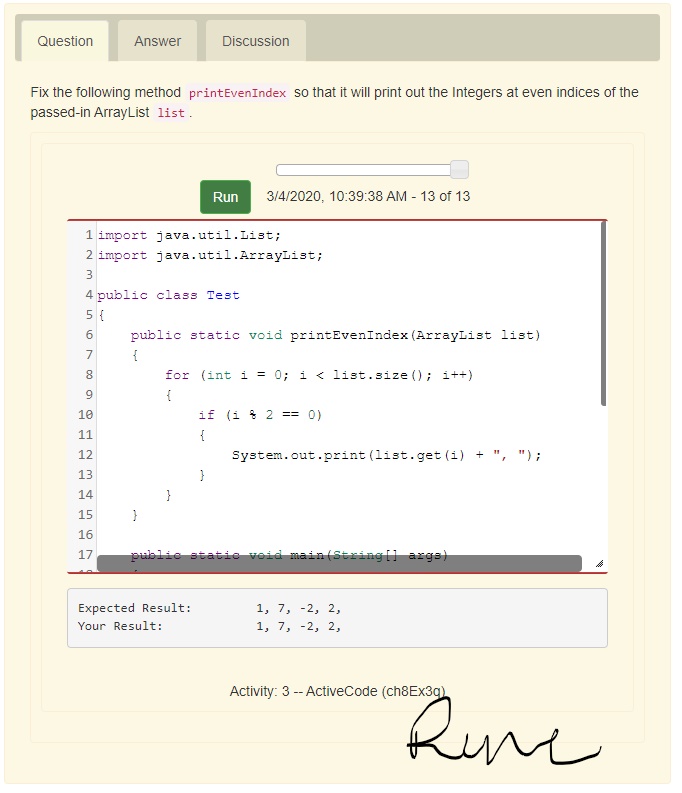 Question Answer Discussion
Fix the following method printEvenIndex so that it will print out the Integers at even indices of the
passed-in ArrayList list .
Run 3/4/2020, 10:39:38 AM - 13 of 13
1 import java.util.List;
2 import java.util.ArrayList;
3
4 public class Test
5 {
6 public static void printEvenIndex(ArrayList list)
7 {
8 for (int i = 0; i < list.size(); i++)
9 {
10 if (i % 2 == 0)
11 {
12 System.out.print(list.get(i) + ", ");
13 }
14 }
15 }
16
17 public static void main(String[] args)
Expected Result: 1, 7, -2, 2,
Your Result: 1, 7, -2, 2,
Activity: 3 -- ActiveCode (ch8Ex3q)